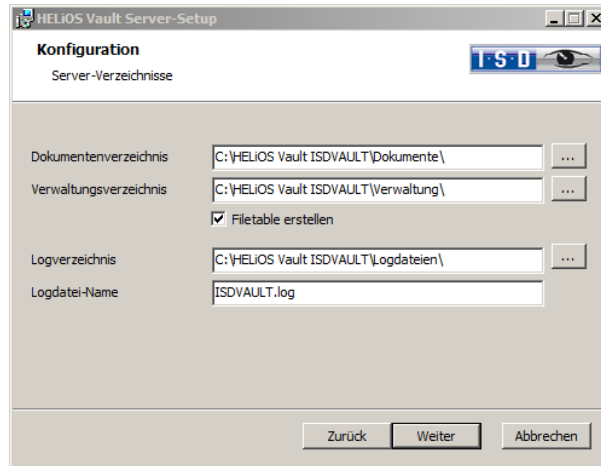 HELiOS Vault Server-Setup
Konfiguration
Server-Verzeichnisse
I·S·D
Dokumentenverzeichnis
C:\HELiOS Vault ISDVAULT\Dokumente\
...
Verwaltungsverzeichnis
C:\HELiOS Vault ISDVAULT\Verwaltung\
...
Filetable erstellen
Logverzeichnis
C:\HELiOS Vault ISDVAULT\Logdateien\
...
Logdatei-Name
ISDVAULT.log
Zurück
Weiter
Abbrechen